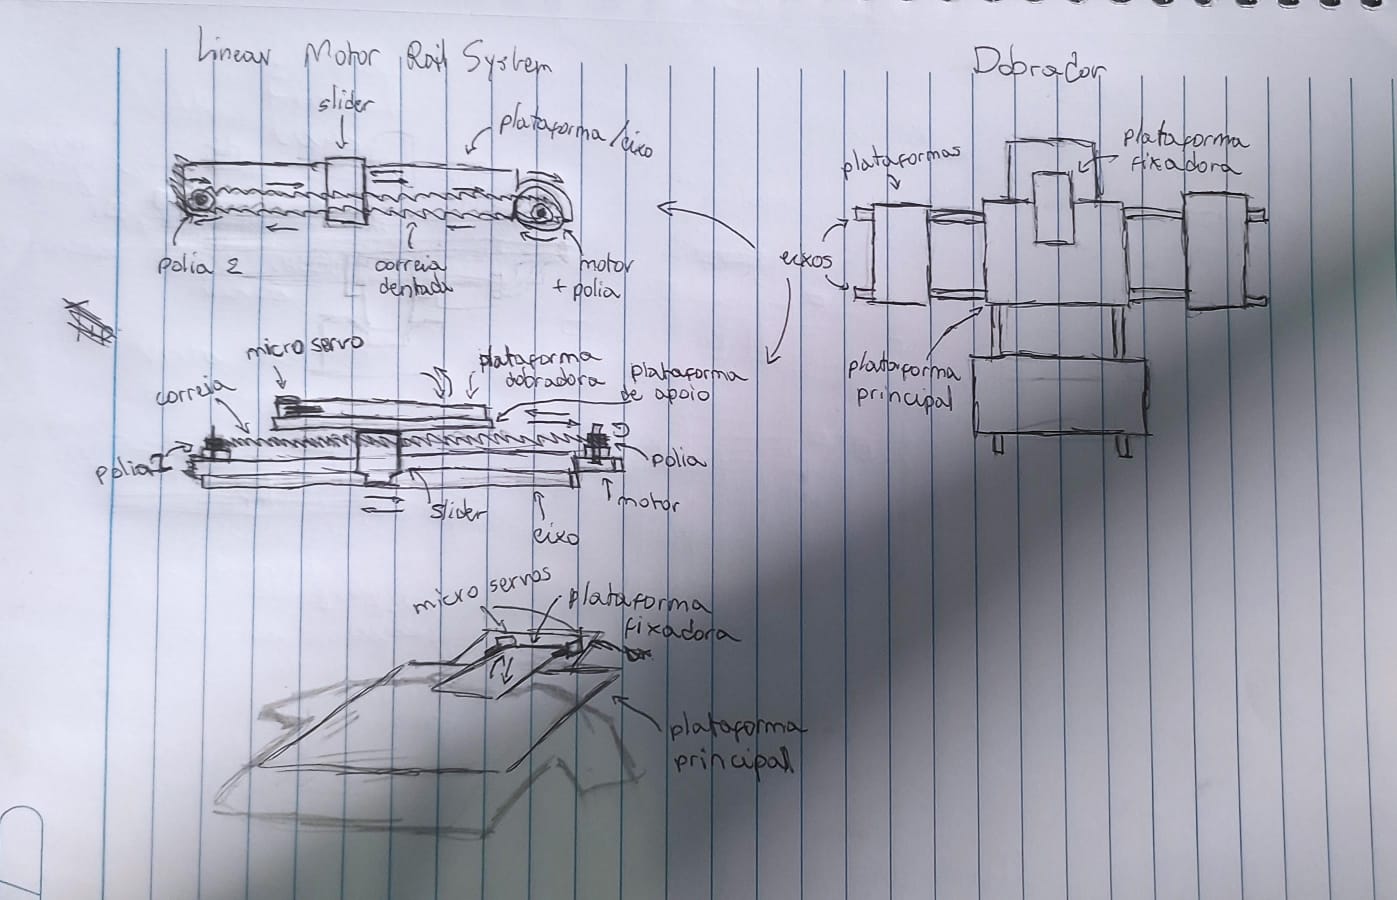 Linear Motor Rail System
slider
plataforma/eixo
polia 2
correia
dentada
motor
+ polia
micro servo
plataforma
dobradora
plataforma
de apoio
correia
polia 2
polia
motor
slider
eixo
micro servos
plataforma
fixadora
plataforma
principal
Dobrador
plataformas
plataforma
fixadora
eixos
plataforma
principal